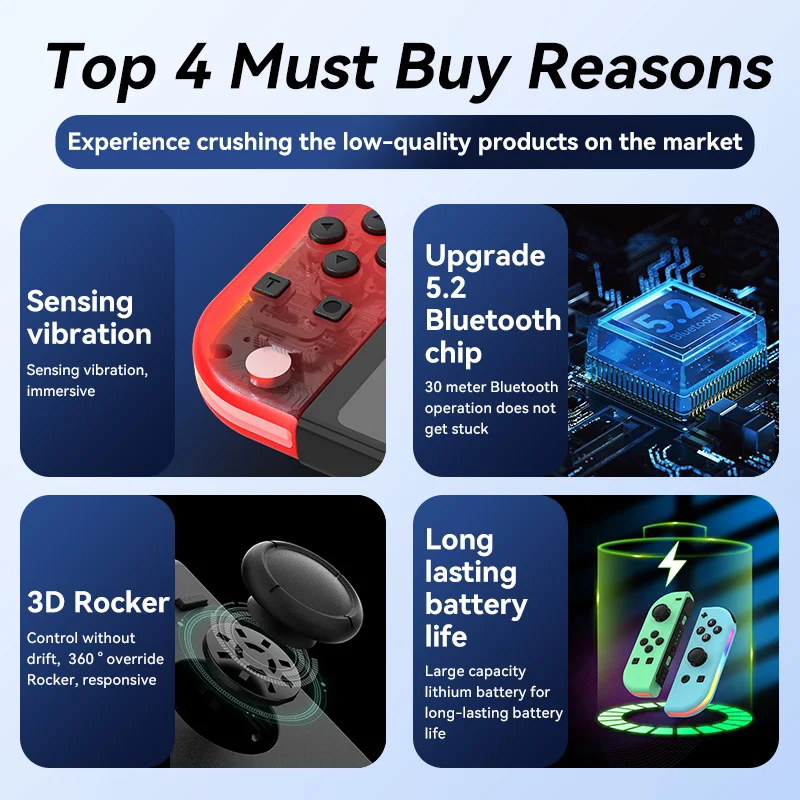 Top 4 Must Buy Reasons
Experience crushing the low-quality products on the market
Sensing
vibration
Sensing vibration,
immersive
T
Upgrade
5.2
Bluetooth
chip
30 meter Bluetooth
operation does not
get stuck
5.2
Bluetooth
3D Rocker
Control without
drift, 360° override
Rocker, responsive
Long
lasting
battery
life
Large capacity
lithium battery for
long-lasting battery
life